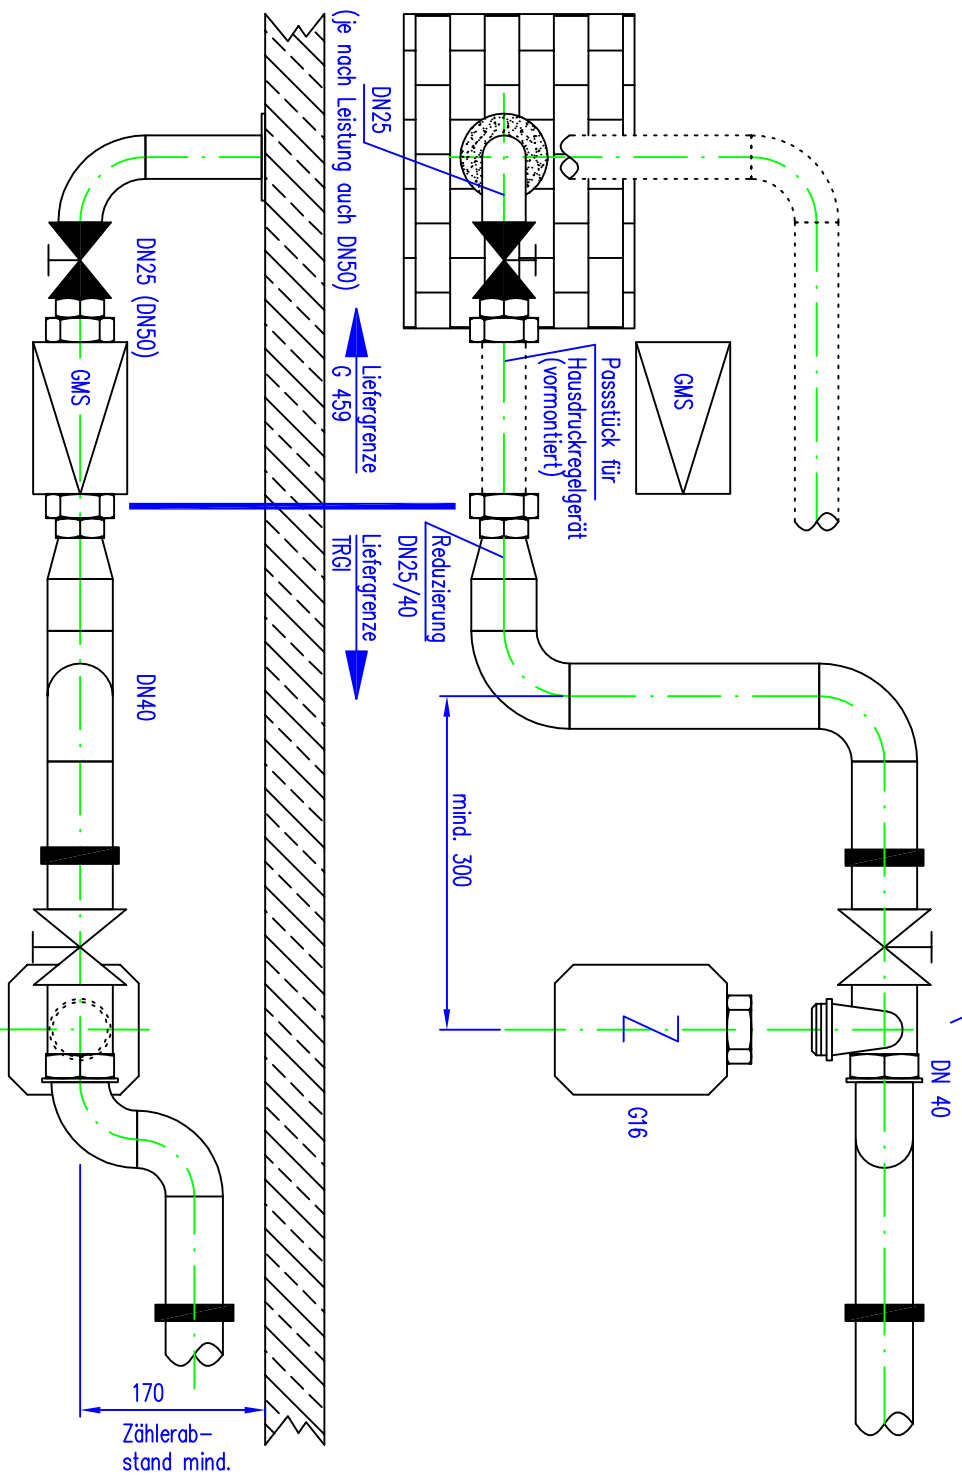 DN25
(je nach Leistung auch DN50)
GMS
Passstück für
Hausdruckregelgerät
(vormontiert)
Liefergrenze
G 459
Liefergrenze
TRGI
Reduzierung
DN25/40
mind. 300
G16
DN 40
DN25 (DN50)
GMS
DN40
170
Zählerab-
stand mind.